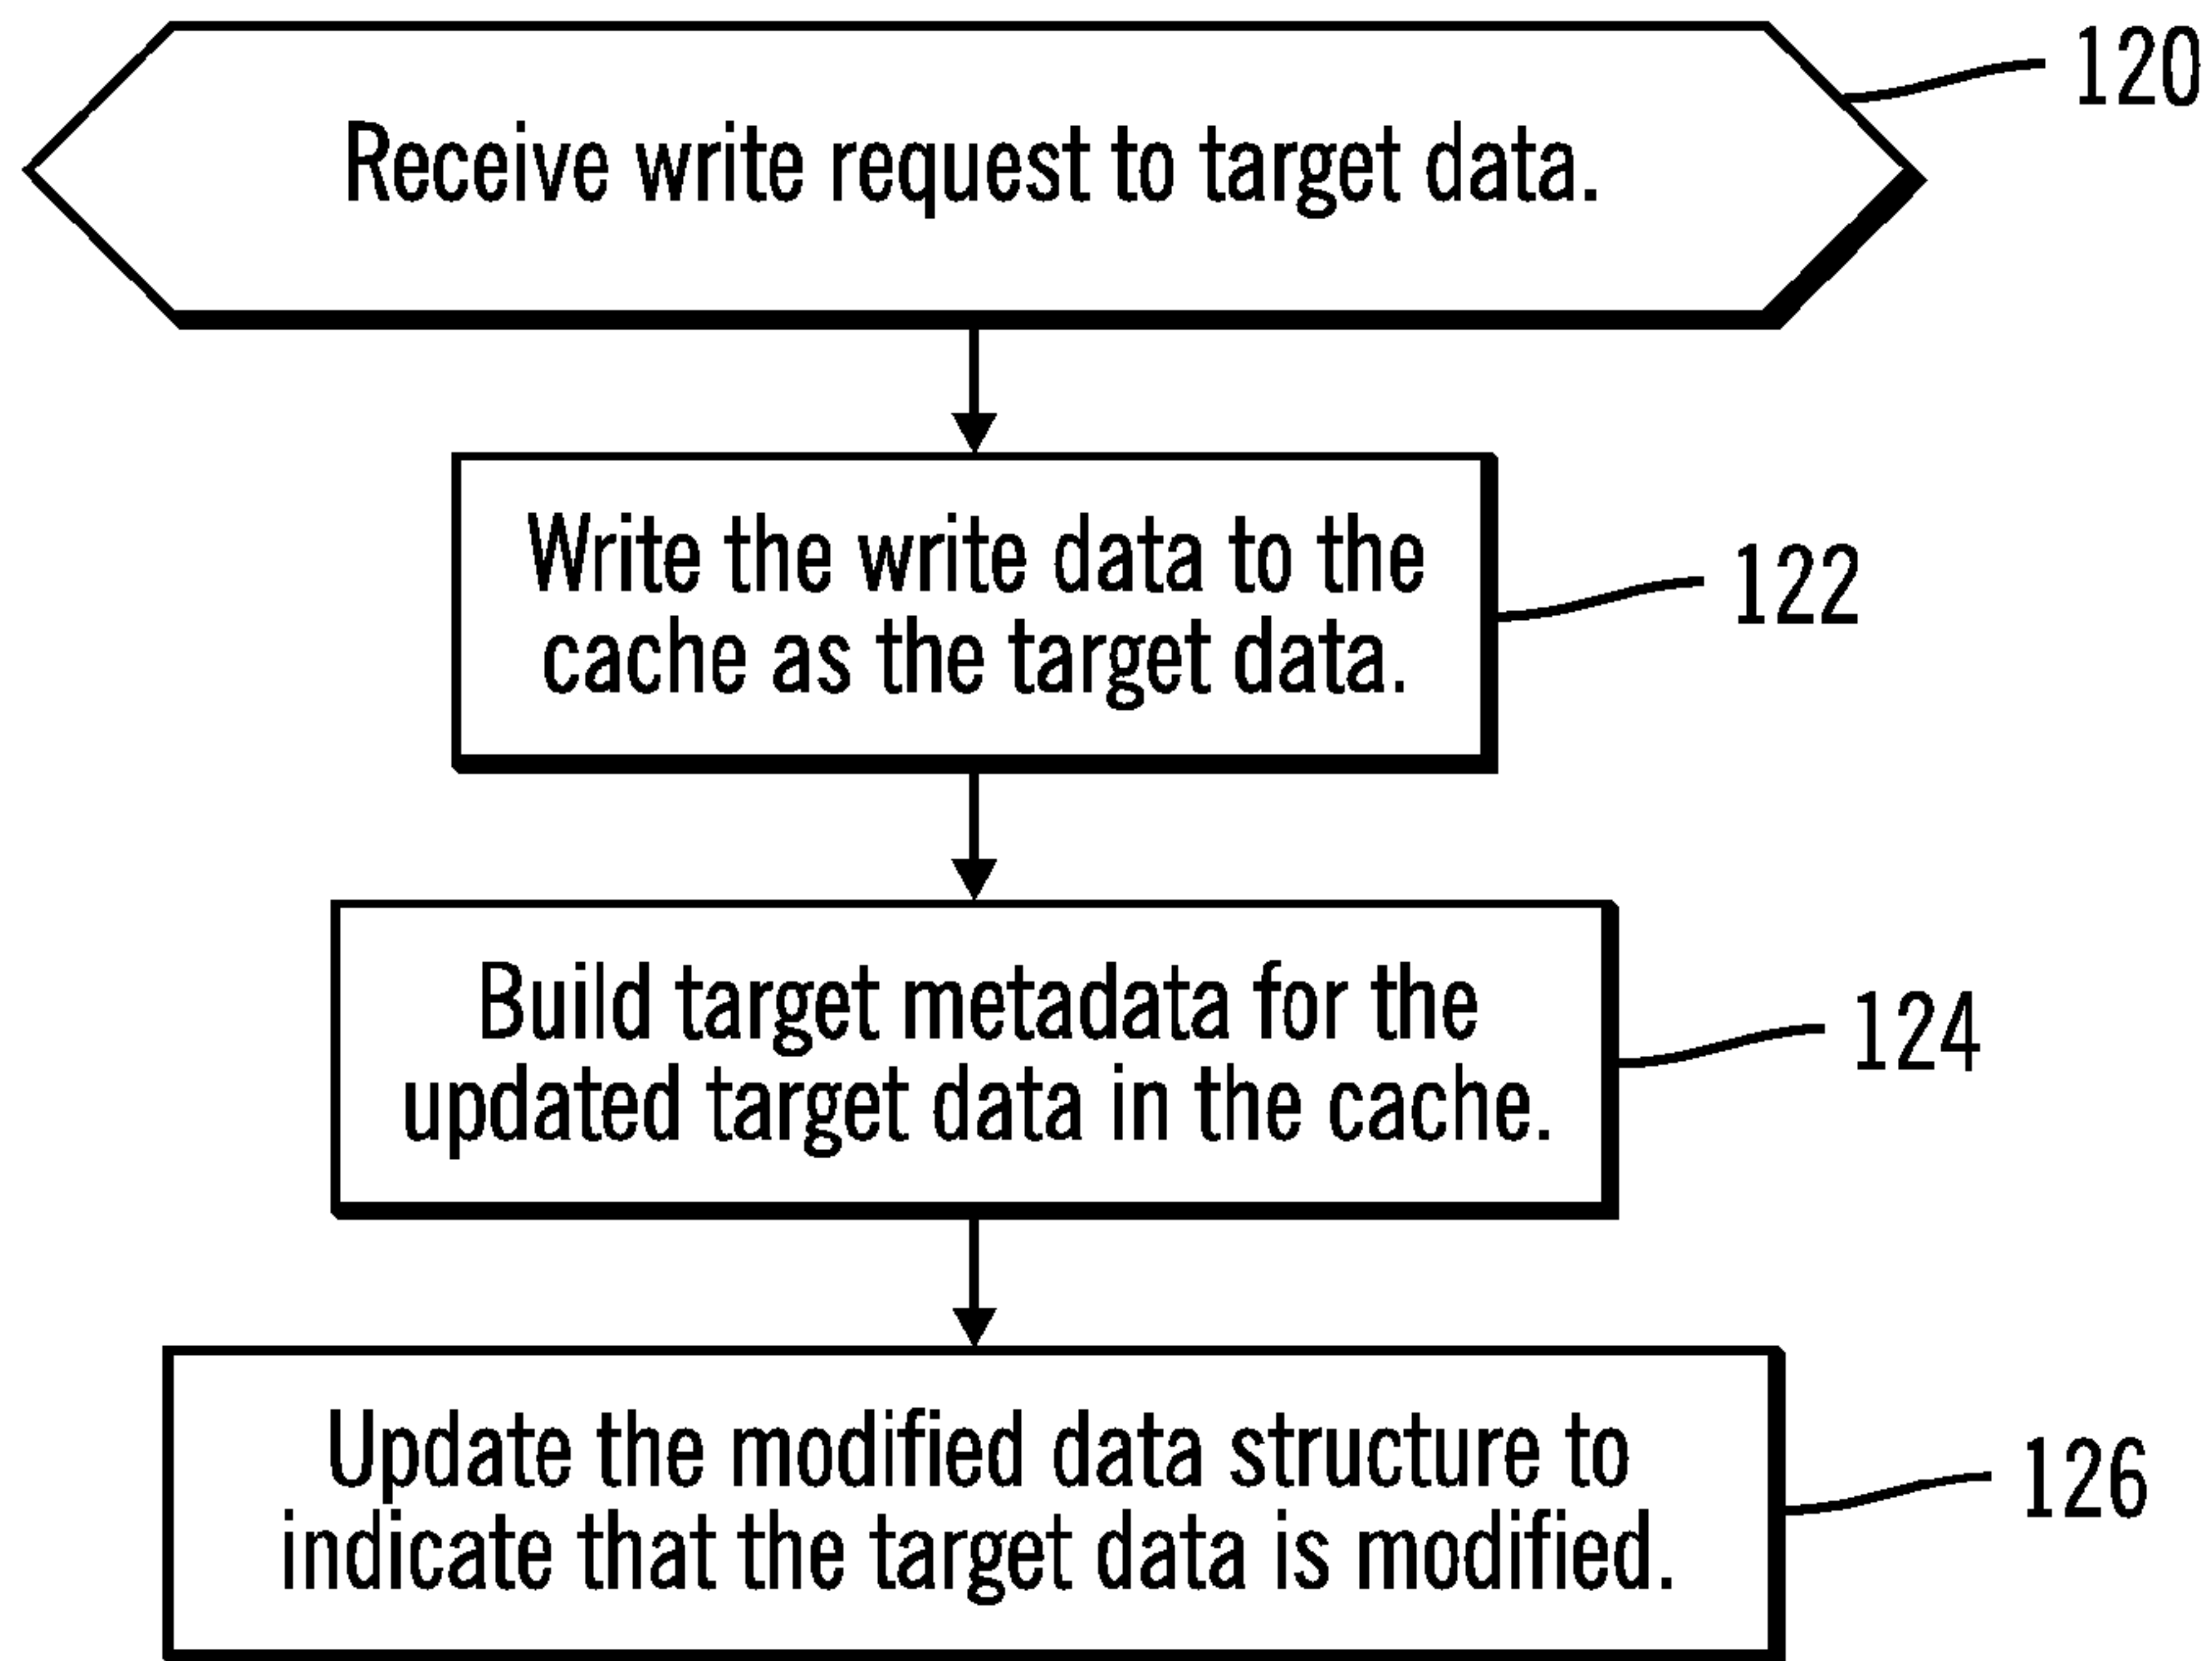 Receive write request to target data.
120
Write the write data to the
cache as the target data.
122
Build target metadata for the
updated target data in the cache.
124
Update the modified data structure to
indicate that the target data is modified.
126